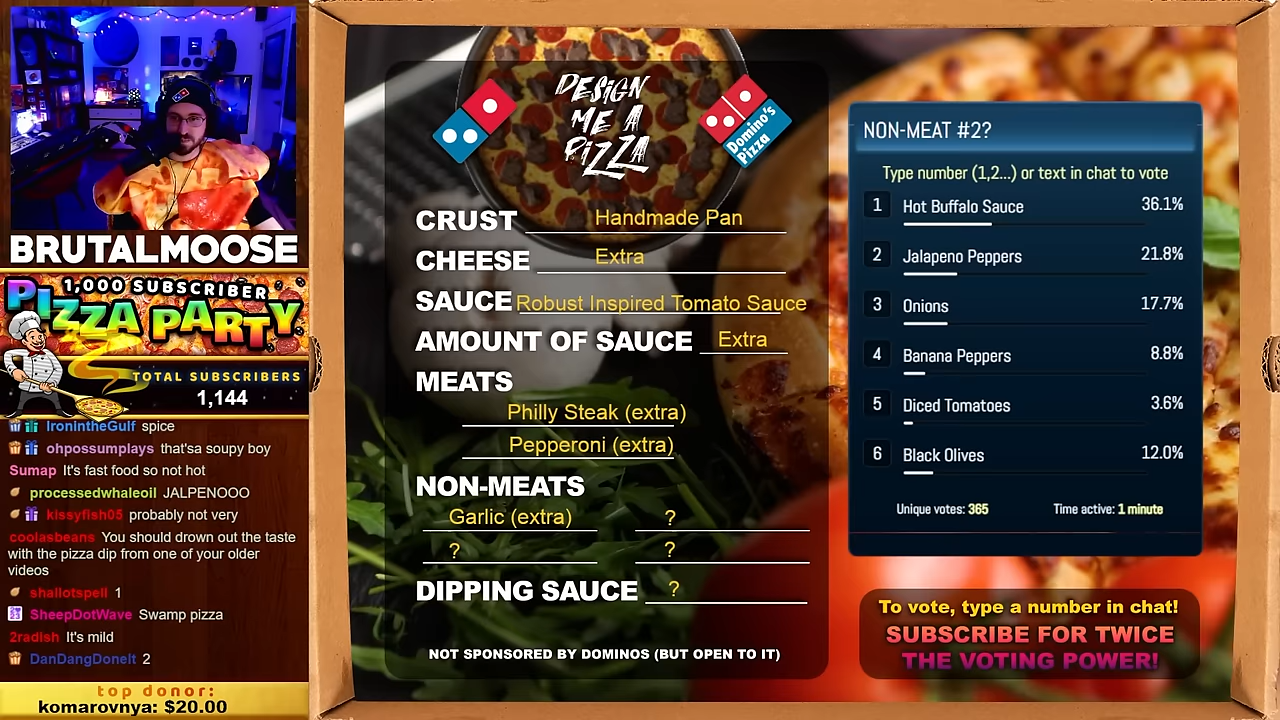 BRUTALMOOSE
1,000 SUBSCRIBER
PIZZA PARTY
TOTAL SUBSCRIBERS
1,144
IronintheGulf spice
ohpossumplays that'sa soupy boy
Sumap It's fast food so not hot
processedwhaleoil JALPENOOO
kissyfish05 probably not very
coolasbeans You should drown out the taste
with the pizza dip from one of your older
videos
shallotspell 1
SheepDotWave Swamp pizza
2radish It's mild
DanDangDoneIt 2
top donor:
komarovnya: $20.00
DESIGN
ME A
PIZZA
Domino's
Pizza
CRUST Handmade Pan
CHEESE Extra
SAUCE Robust Inspired Tomato Sauce
AMOUNT OF SAUCE Extra
MEATS
Philly Steak (extra)
Pepperoni (extra)
NON-MEATS
Garlic (extra) ?
? ?
DIPPING SAUCE ?
NOT SPONSORED BY DOMINOS (BUT OPEN TO IT)
NON-MEAT #2?
Type number (1,2...) or text in chat to vote
1 Hot Buffalo Sauce 36.1%
2 Jalapeno Peppers 21.8%
3 Onions 17.7%
4 Banana Peppers 8.8%
5 Diced Tomatoes 3.6%
6 Black Olives 12.0%
Unique votes: 365 Time active: 1 minute
To vote, type a number in chat!
SUBSCRIBE FOR TWICE
THE VOTING POWER!